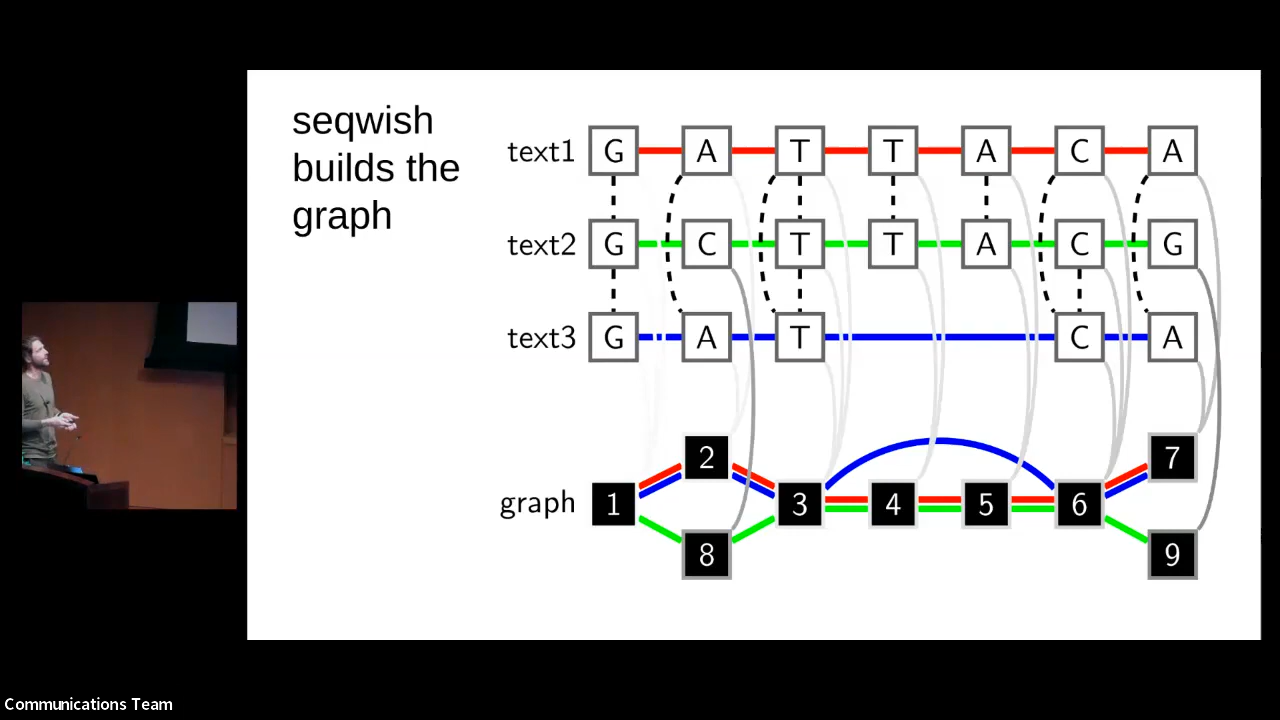 seqwish
builds the
graph
text1 G A T T A C A
text2 G C T T A C G
text3 G A T C A
2 7
graph 1 3 4 5 6
8 9
Communications Team